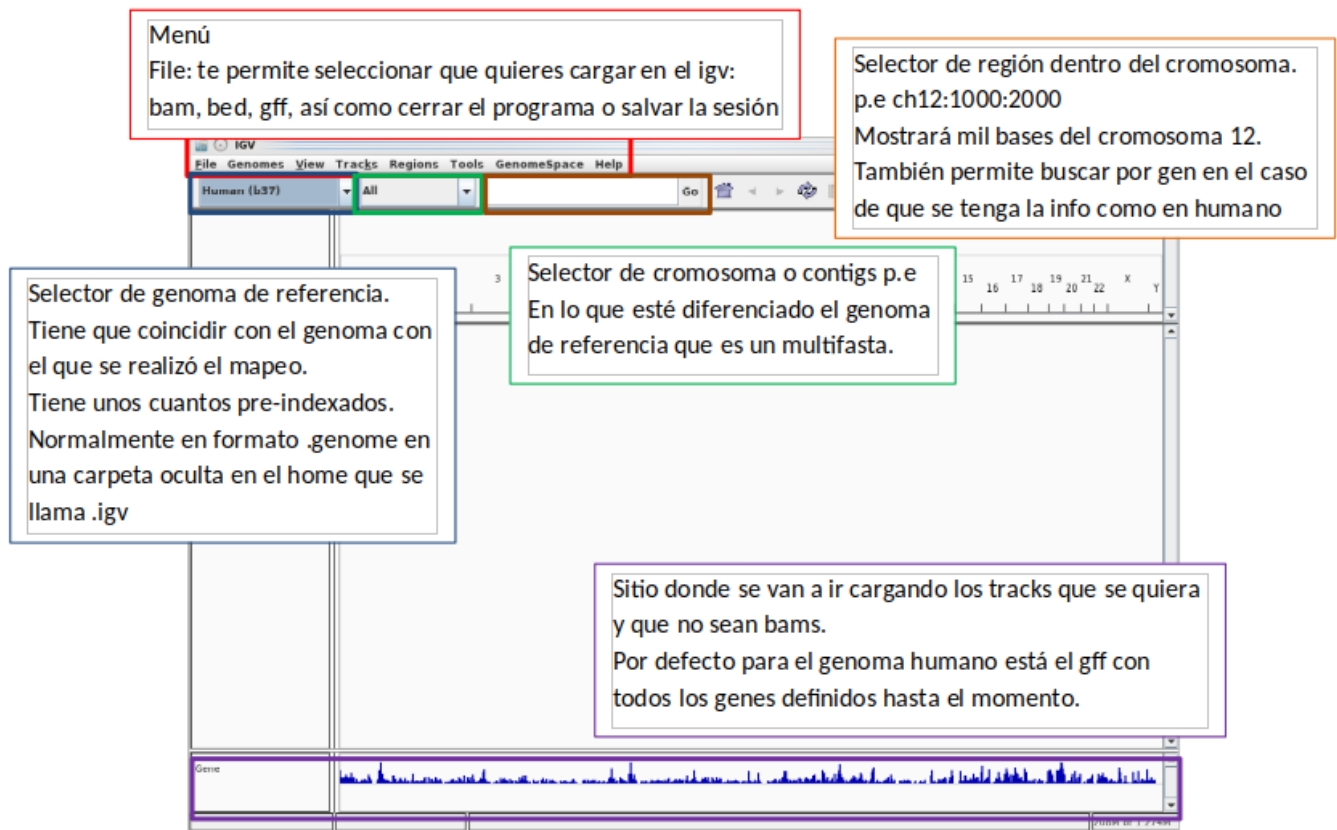 Menú
File: te permite seleccionar que quieres cargar en el igv:
bam, bed, gff, así como cerrar el programa o salvar la sesión
Selector de región dentro del cromosoma.
p.e ch12:1000:2000
Mostrará mil bases del cromosoma 12.
También permite buscar por gen en el caso
de que se tenga la info como en humano
IGV
File Genomes View Tracks Regions Tools GenomeSpace Help
Human (b37) All Go
Selector de cromosoma o contigs p.e
En lo que esté diferenciado el genoma
de referencia que es un multifasta.
3 15 16 17 18 19 20 21 22 X Y
Selector de genoma de referencia.
Tiene que coincidir con el genoma con
el que se realizó el mapeo.
Tiene unos cuantos pre-indexados.
Normalmente en formato .genome en
una carpeta oculta en el home que se
llama .igv
Sitio donde se van a ir cargando los tracks que se quiera
y que no sean bams.
Por defecto para el genoma humano está el gff con
todos los genes definidos hasta el momento.
Gene